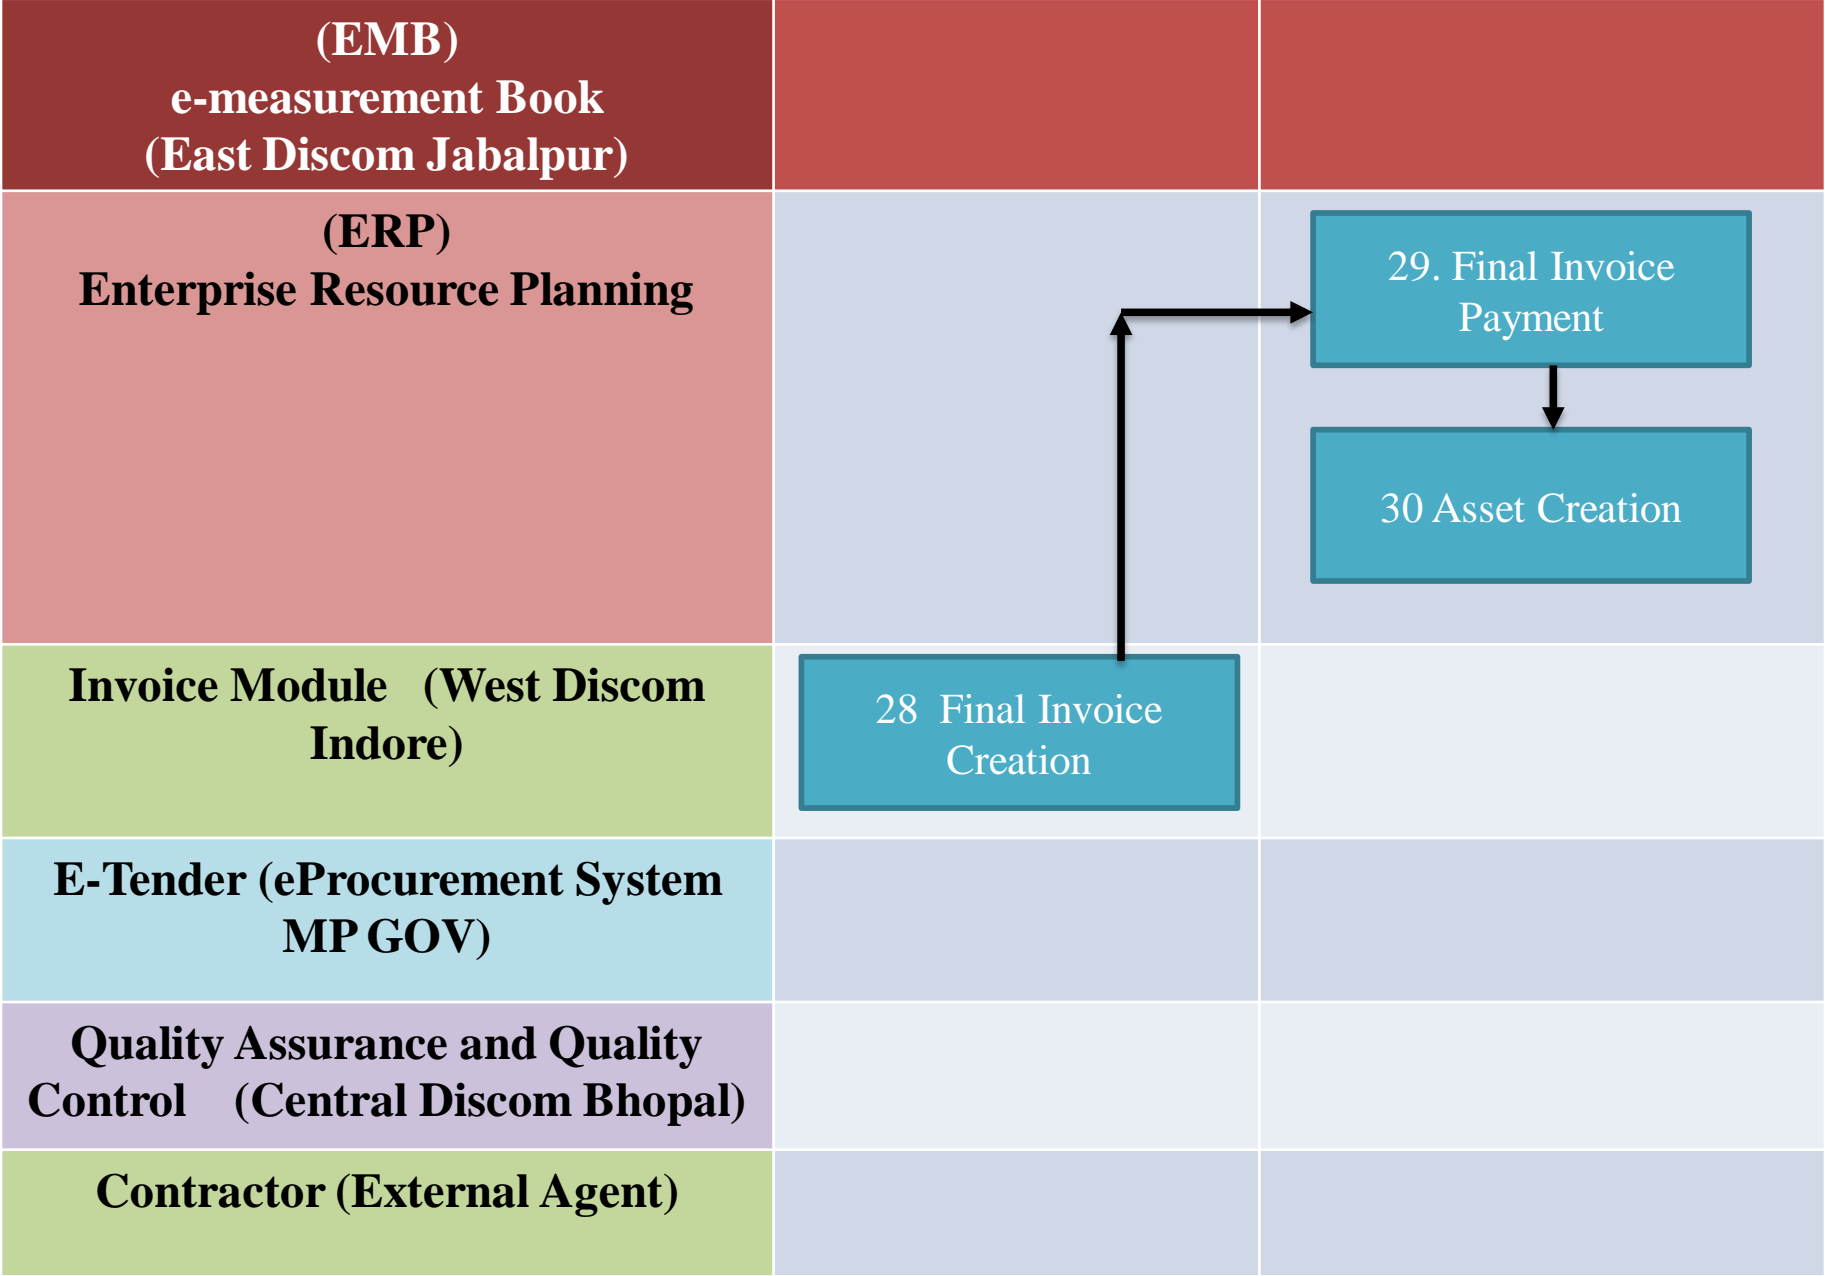 (EMB)
e-measurement Book
(East Discom Jabalpur)
(ERP)
Enterprise Resource Planning
29. Final Invoice
Payment
30 Asset Creation
Invoice Module (West Discom
Indore)
28 Final Invoice
Creation
E-Tender (eProcurement System
MP GOV)
Quality Assurance and Quality
Control (Central Discom Bhopal)
Contractor (External Agent)